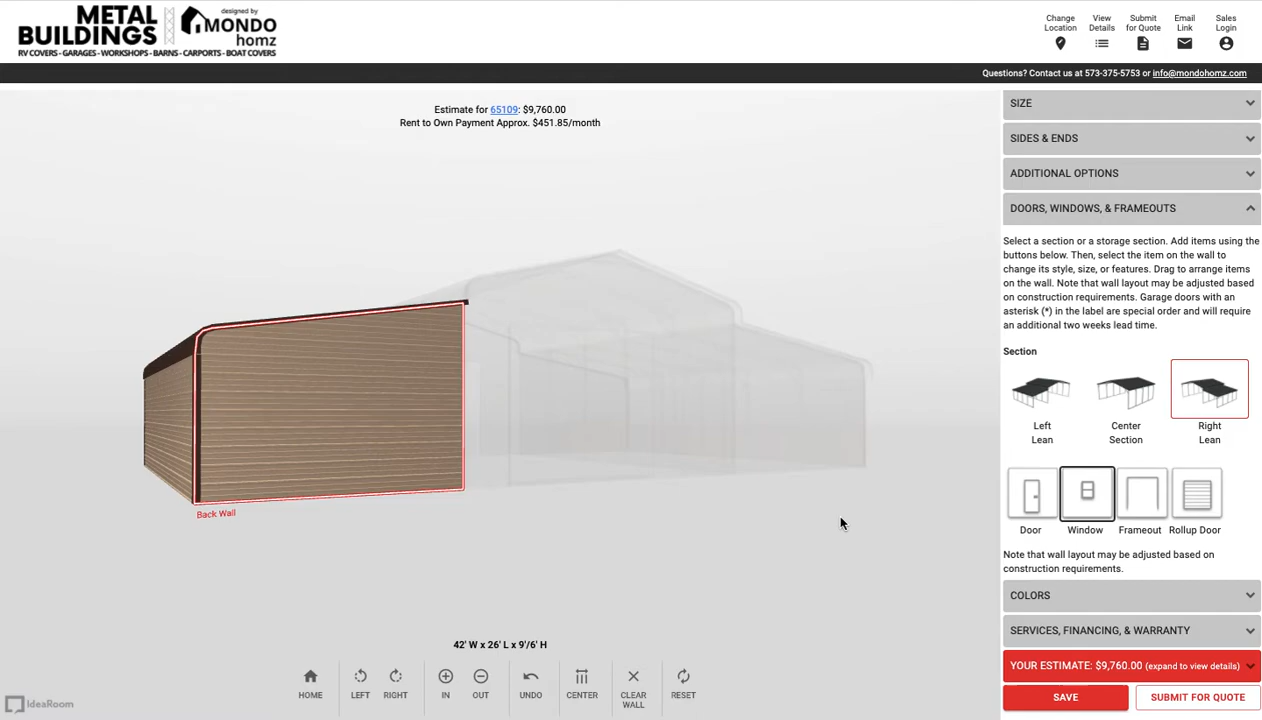 METAL
BUILDINGS
designed by
MONDO
homz
RV COVERS - GARAGES - WORKSHOPS - BARNS - CARPORTS - BOAT COVERS
Change
Location
View
Details
Submit
for Quote
Email
Link
Sales
Login
Questions? Contact us at 573-375-5753 or info@mondohomz.com
Estimate for 65109: $9,760.00
Rent to Own Payment Approx. $451.85/month
SIZE
SIDES & ENDS
ADDITIONAL OPTIONS
DOORS, WINDOWS, & FRAMEOUTS
Select a section or a storage section. Add items using the
buttons below. Then, select the item on the wall to
change its style, size, or features. Drag to arrange items
on the wall. Note that wall layout may be adjusted based
on construction requirements. Garage doors with an
asterisk (*) in the label are special order and will require
an additional two weeks lead time.
Section
Left
Lean
Center
Section
Right
Lean
Door
Window
Frameout
Rollup Door
Note that wall layout may be adjusted based on
construction requirements.
COLORS
SERVICES, FINANCING, & WARRANTY
YOUR ESTIMATE: $9,760.00 (expand to view details)
SAVE
SUBMIT FOR QUOTE
Back Wall
42' W x 26' L x 9'/6' H
HOME
LEFT
RIGHT
IN
OUT
UNDO
CENTER
CLEAR
WALL
RESET
IdeaRoom